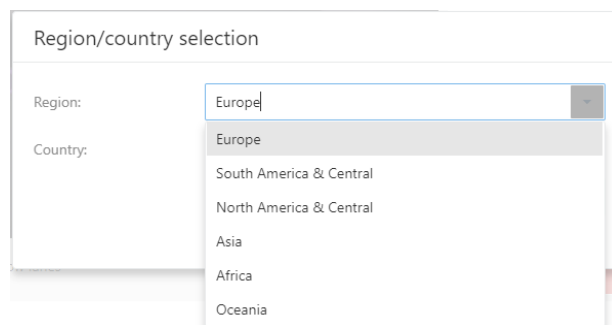 Region/country selection
Region:
Europe
Country:
Europe
South America & Central
North America & Central
Asia
Africa
Oceania